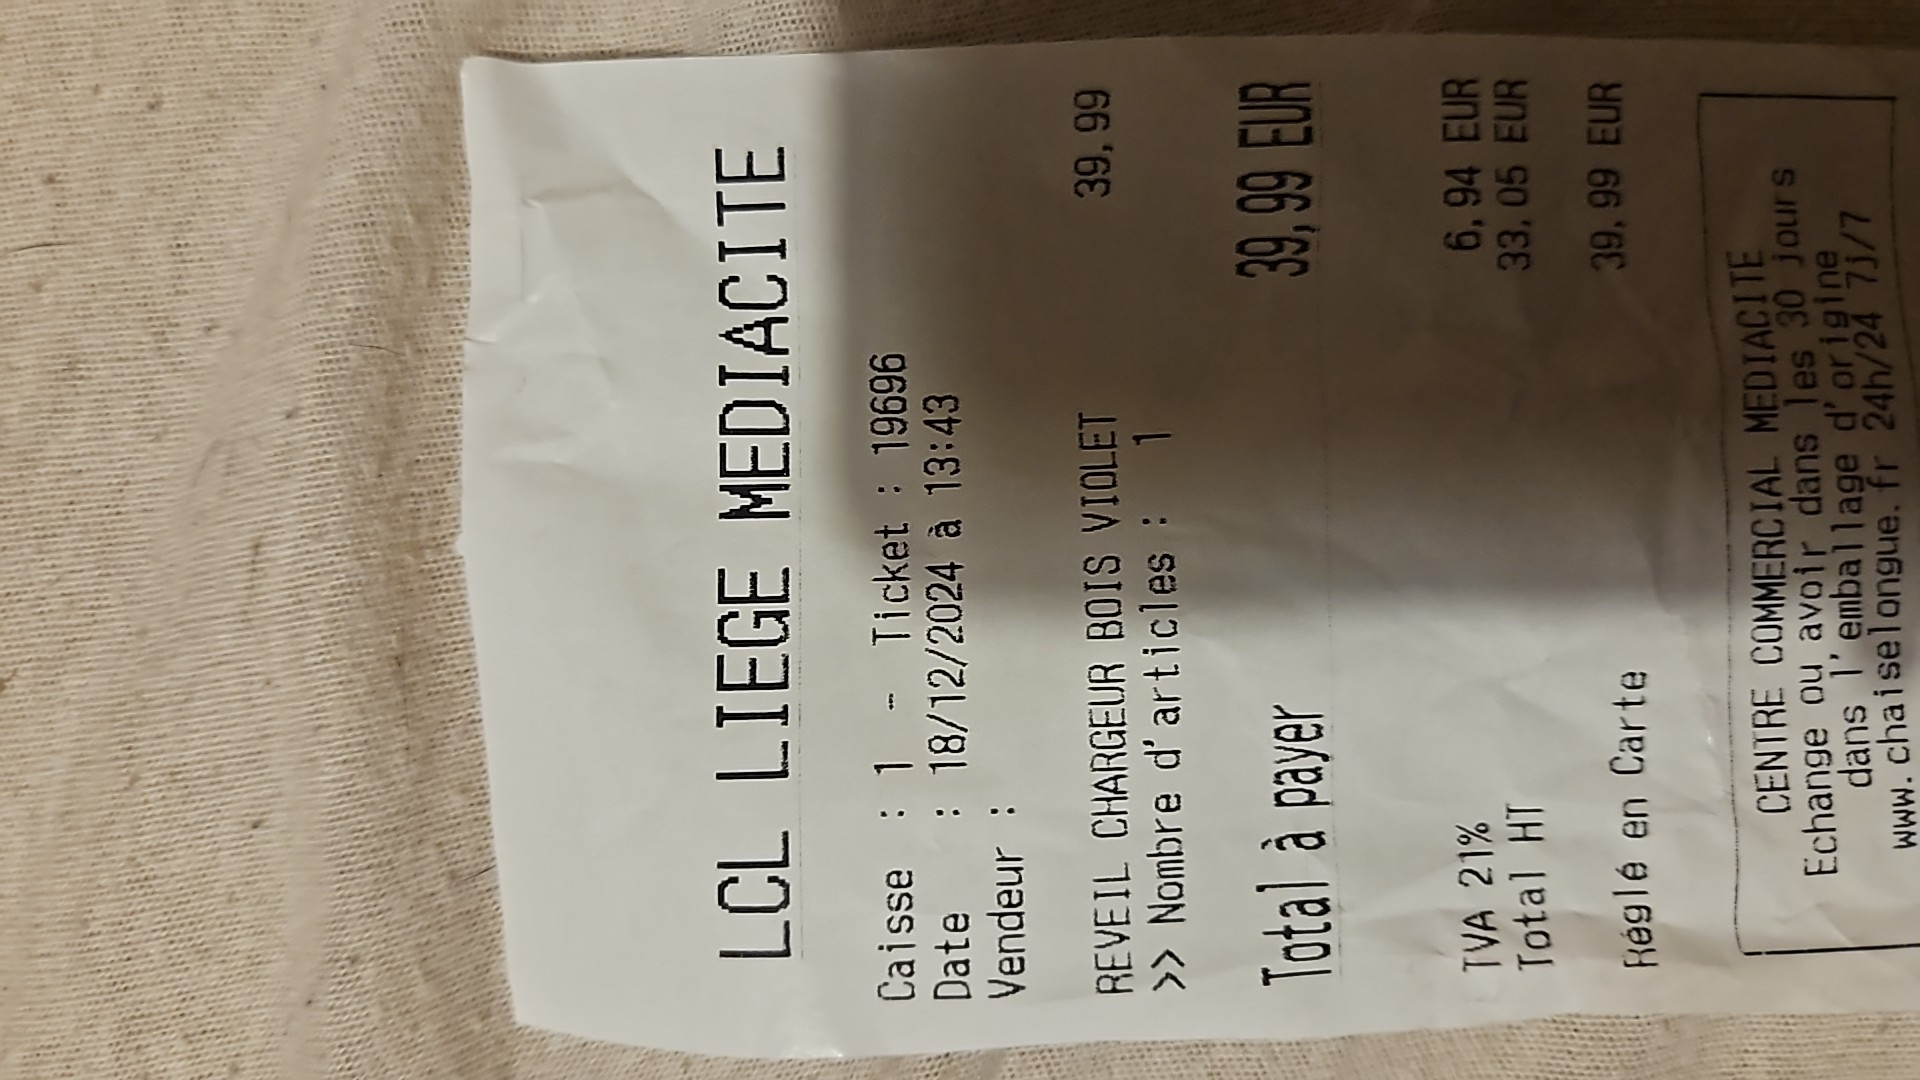 LCL LIEGE MEDIACITE
Caisse : 1 - Ticket : 19696
Date : 18/12/2024 à 13:43
Vendeur :
REVEIL CHARGEUR BOIS VIOLET 39,99
>> Nombre d'articles : 1
Total à payer 39,99 EUR
TVA 21% 6,94 EUR
Total HT 33,05 EUR
Réglé en Carte 39,99 EUR
CENTRE COMMERCIAL MEDIACITE
Echange ou avoir dans les 30 jours
dans l'emballage d'origine
www.chaiselongue.fr 24h/24 7j/7